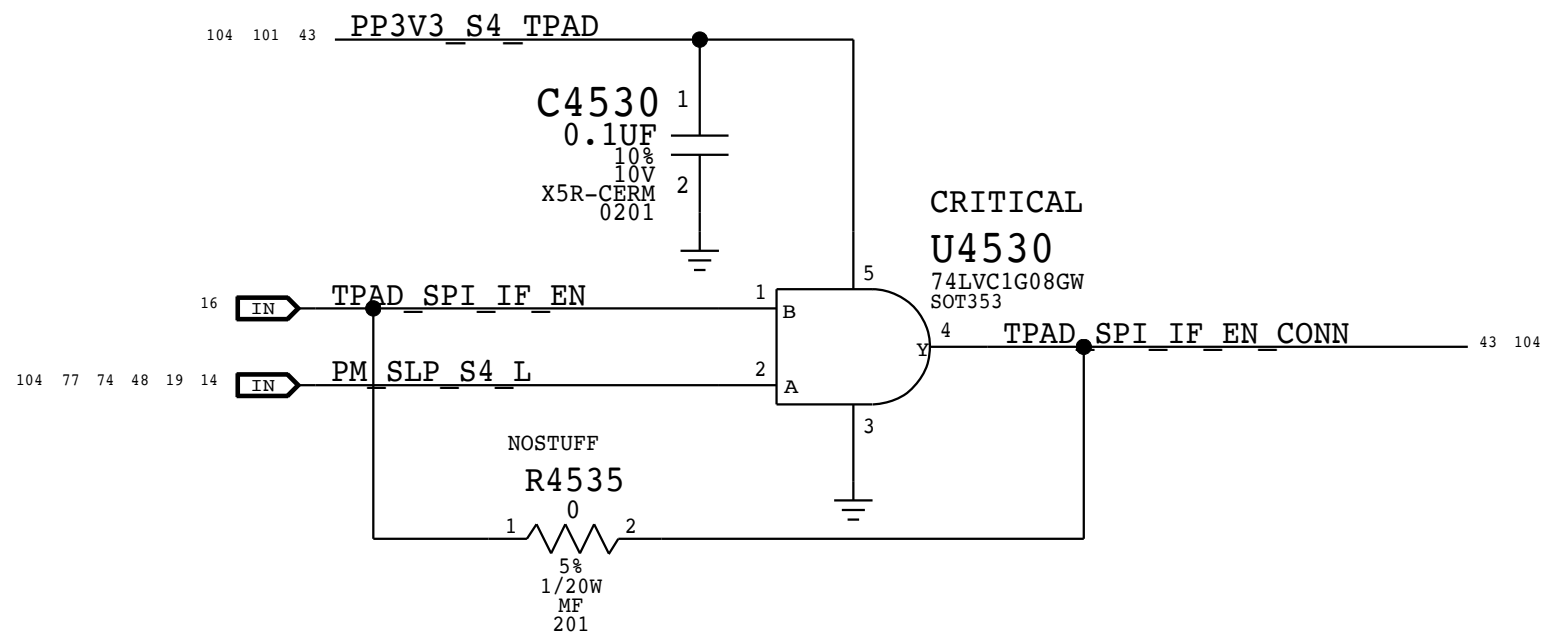 104 101 43 PP3V3_S4_TPAD
C4530
1
0.1UF
10%
10V
X5R-CERM
0201
2
CRITICAL
U4530
74LVC1G08GW
SOT353
5
16 IN TPAD_SPI_IF_EN 1
B
4 TPAD_SPI_IF_EN_CONN 43 104
Y
104 77 74 48 19 14 IN PM_SLP_S4_L 2
A
3
NOSTUFF
R4535
0
1 2
5%
1/20W
MF
201